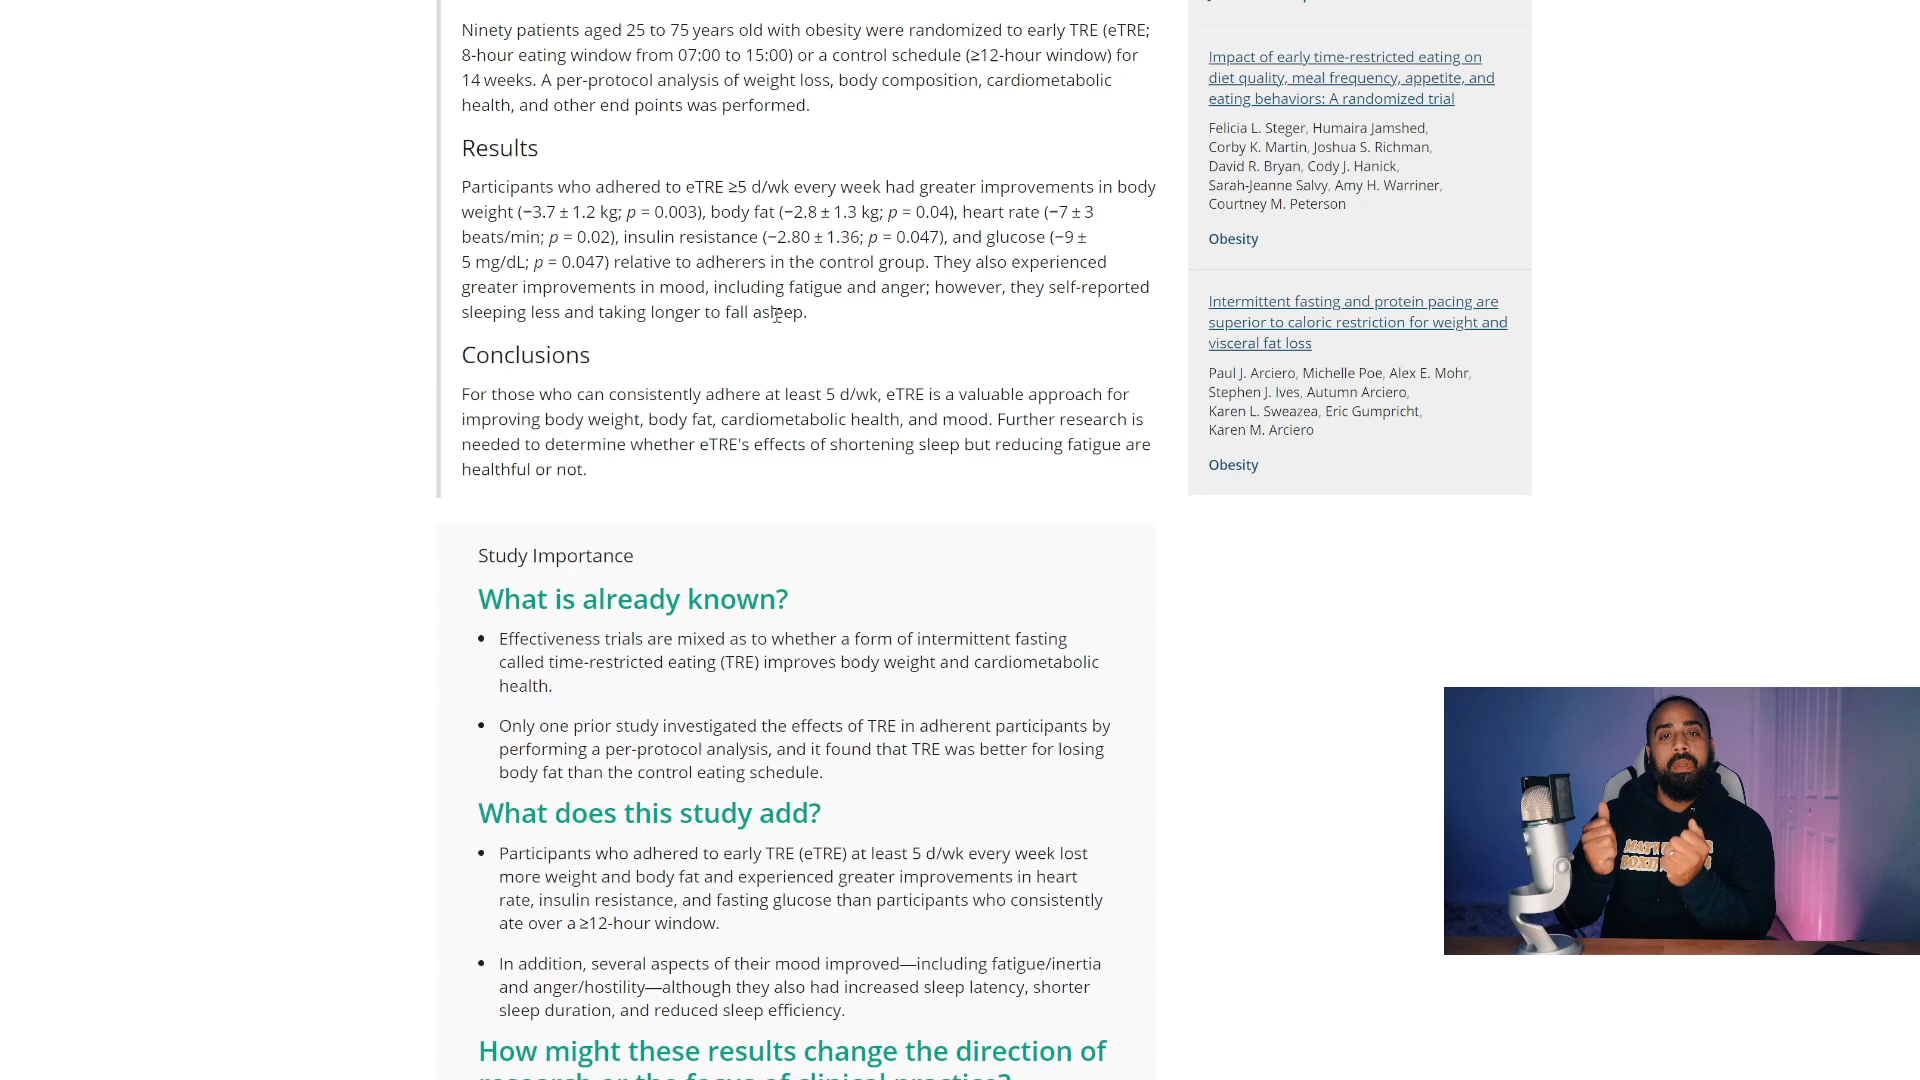 Ninety patients aged 25 to 75 years old with obesity were randomized to early TRE (eTRE;
8-hour eating window from 07:00 to 15:00) or a control schedule (≥12-hour window) for
14 weeks. A per-protocol analysis of weight loss, body composition, cardiometabolic
health, and other end points was performed.
Results
Participants who adhered to eTRE ≥5 d/wk every week had greater improvements in body
weight (−3.7 ± 1.2 kg; p = 0.003), body fat (−2.8 ± 1.3 kg; p = 0.04), heart rate (−7 ± 3
beats/min; p = 0.02), insulin resistance (−2.80 ± 1.36; p = 0.047), and glucose (−9 ±
5 mg/dL; p = 0.047) relative to adherers in the control group. They also experienced
greater improvements in mood, including fatigue and anger; however, they self-reported
sleeping less and taking longer to fall asleep.
Conclusions
For those who can consistently adhere at least 5 d/wk, eTRE is a valuable approach for
improving body weight, body fat, cardiometabolic health, and mood. Further research is
needed to determine whether eTRE's effects of shortening sleep but reducing fatigue are
healthful or not.
Study Importance
What is already known?
• Effectiveness trials are mixed as to whether a form of intermittent fasting
called time-restricted eating (TRE) improves body weight and cardiometabolic
health.
• Only one prior study investigated the effects of TRE in adherent participants by
performing a per-protocol analysis, and it found that TRE was better for losing
body fat than the control eating schedule.
What does this study add?
• Participants who adhered to early TRE (eTRE) at least 5 d/wk every week lost
more weight and body fat and experienced greater improvements in heart
rate, insulin resistance, and fasting glucose than participants who consistently
ate over a ≥12-hour window.
• In addition, several aspects of their mood improved—including fatigue/inertia
and anger/hostility—although they also had increased sleep latency, shorter
sleep duration, and reduced sleep efficiency.
How might these results change the direction of
research or the focus of clinical practice?
Impact of early time-restricted eating on
diet quality, meal frequency, appetite, and
eating behaviors: A randomized trial
Felicia L. Steger, Humaira Jamshed,
Corby K. Martin, Joshua S. Richman,
David R. Bryan, Cody J. Hanick,
Sarah-Jeanne Salvy, Amy H. Warriner,
Courtney M. Peterson
Obesity
Intermittent fasting and protein pacing are
superior to caloric restriction for weight and
visceral fat loss
Paul J. Arciero, Michelle Poe, Alex E. Mohr,
Stephen J. Ives, Autumn Arciero,
Karen L. Sweazea, Eric Gumpricht,
Karen M. Arciero
Obesity